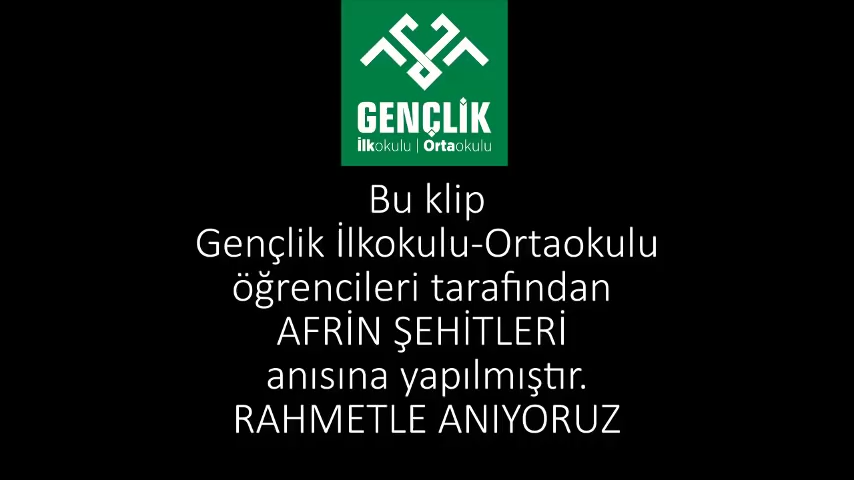 GENÇLİK
İlkokulu | Ortaokulu
Bu klip
Gençlik İlkokulu-Ortaokulu
öğrencileri tarafından
AFRİN ŞEHİTLERİ
anısına yapılmıştır.
RAHMETLE ANIYORUZ